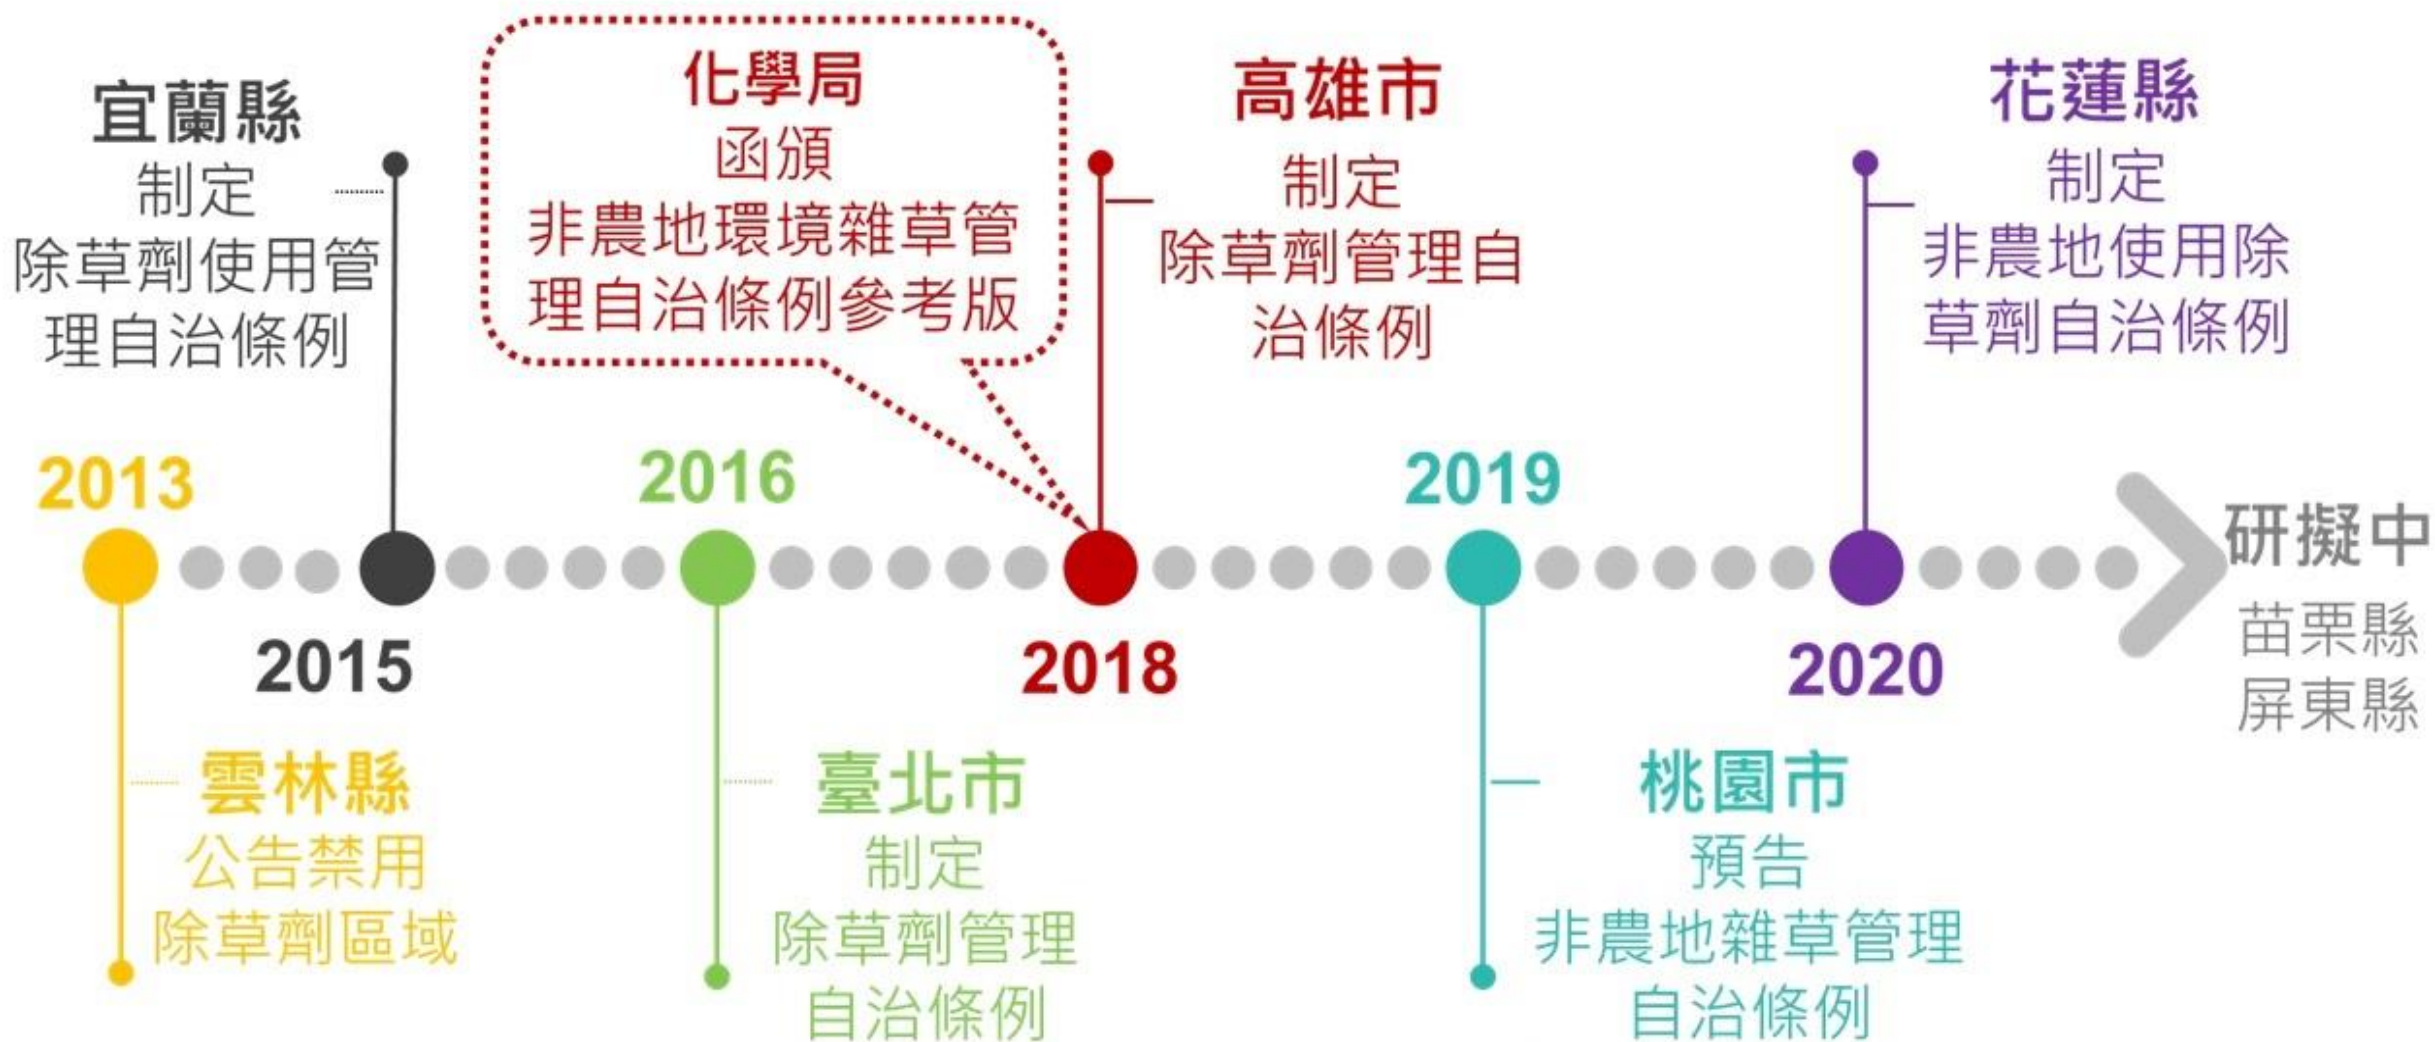 宜蘭縣
制定
除草劑使用管
理自治條例
化學局
函頒
非農地環境雜草管
理自治條例參考版
高雄市
制定
除草劑管理自
治條例
花蓮縣
制定
非農地使用除
草劑自治條例
2013
2015
2016
2018
2019
2020
研擬中
苗栗縣
屏東縣
雲林縣
公告禁用
除草劑區域
臺北市
制定
除草劑管理
自治條例
桃園市
預告
非農地雜草管理
自治條例